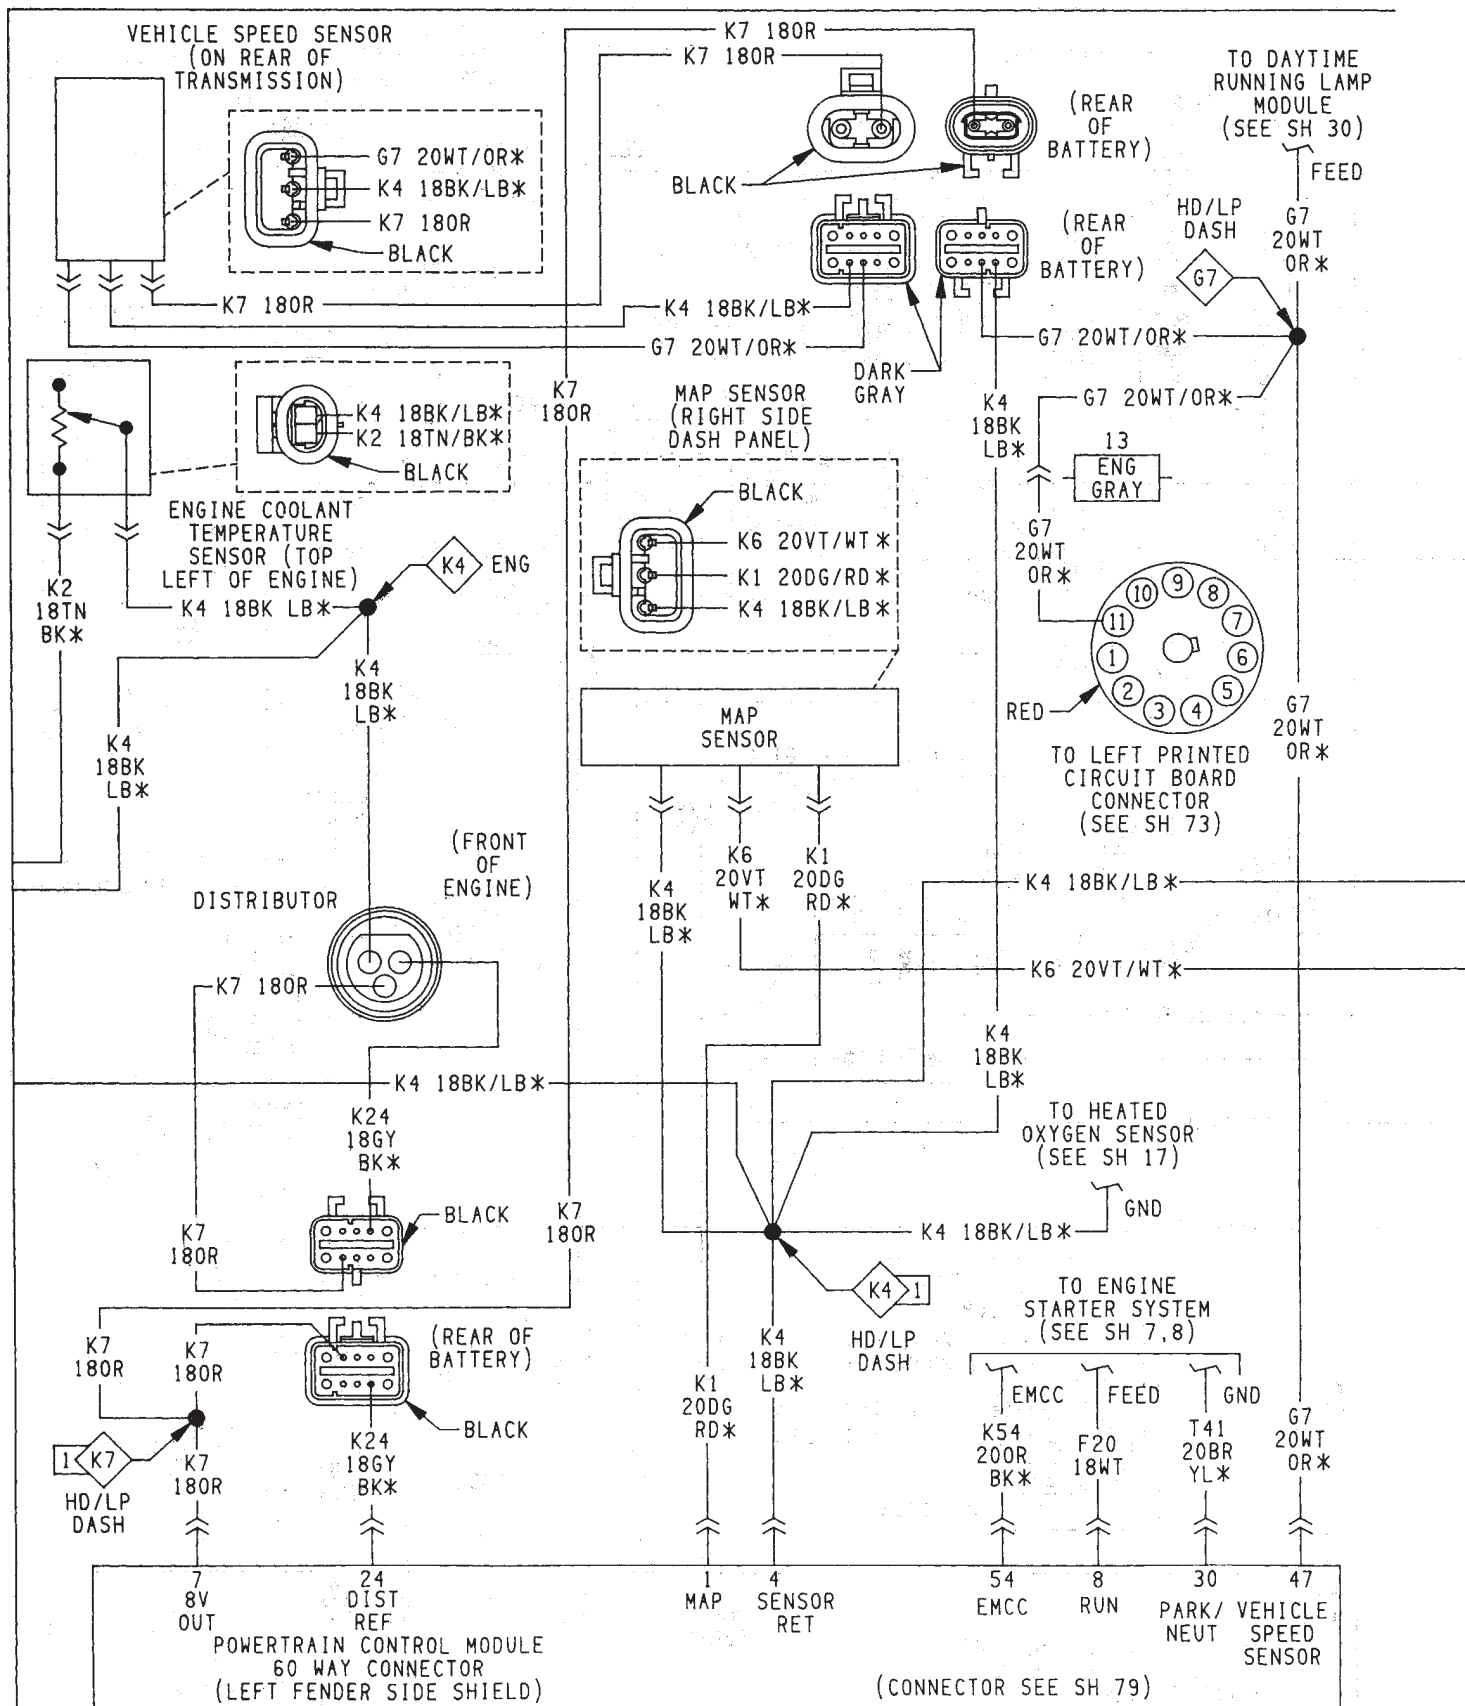 VEHICLE SPEED SENSOR
(ON REAR OF
TRANSMISSION)
G7 20WT/OR*
K4 18BK/LB*
K7 18OR
BLACK
K7 18OR
K7 18OR
BLACK
(REAR
OF
BATTERY)
TO DAYTIME
RUNNING LAMP
MODULE
(SEE SH 30)
FEED
G7
20WT
OR*
HD/LP
DASH
G7
(REAR
OF
BATTERY)
K7 18OR
K4 18BK/LB*
G7 20WT/OR*
DARK
GRAY
G7 20WT/OR*
G7 20WT/OR*
K4 18BK/LB*
K2 18TN/BK*
BLACK
ENGINE COOLANT
TEMPERATURE
SENSOR (TOP
LEFT OF ENGINE)
K7
18OR
MAP SENSOR
(RIGHT SIDE
DASH PANEL)
BLACK
K6 20VT/WT*
K1 20DG/RD*
K4 18BK/LB*
K4
18BK
LB*
13
ENG
GRAY
G7
20WT
OR*
K4
ENG
K2
18TN
BK*
K4 18BK LB*
K4
18BK
LB*
K4
18BK
LB*
MAP
SENSOR
9
10
8
11
7
1
6
2
5
3
4
RED
TO LEFT PRINTED
CIRCUIT BOARD
CONNECTOR
(SEE SH 73)
G7
20WT
OR*
(FRONT
OF
ENGINE)
DISTRIBUTOR
K7 18OR
K4
18BK
LB*
K6
20VT
WT*
K1
20DG
RD*
K4 18BK/LB*
K6 20VT/WT*
K4 18BK/LB*
K4
18BK
LB*
K24
18GY
BK*
TO HEATED
OXYGEN SENSOR
(SEE SH 17)
GND
K4 18BK/LB*
BLACK
K7
18OR
K7
18OR
K4
1
HD/LP
DASH
TO ENGINE
STARTER SYSTEM
(SEE SH 7,8)
EMCC
FEED
GND
K7
18OR
K7
18OR
(REAR OF
BATTERY)
BLACK
1
K7
HD/LP
DASH
K7
18OR
K24
18GY
BK*
K1
20DG
RD*
K4
18BK
LB*
K54
20OR
BK*
F20
18WT
T41
20BR
YL*
G7
20WT
OR*
7
8V
OUT
24
DIST
REF
1
MAP
4
SENSOR
RET
54
EMCC
8
RUN
30
PARK/
NEUT
47
VEHICLE
SPEED
SENSOR
POWERTRAIN CONTROL MODULE
60 WAY CONNECTOR
(LEFT FENDER SIDE SHIELD)
(CONNECTOR SEE SH 79)